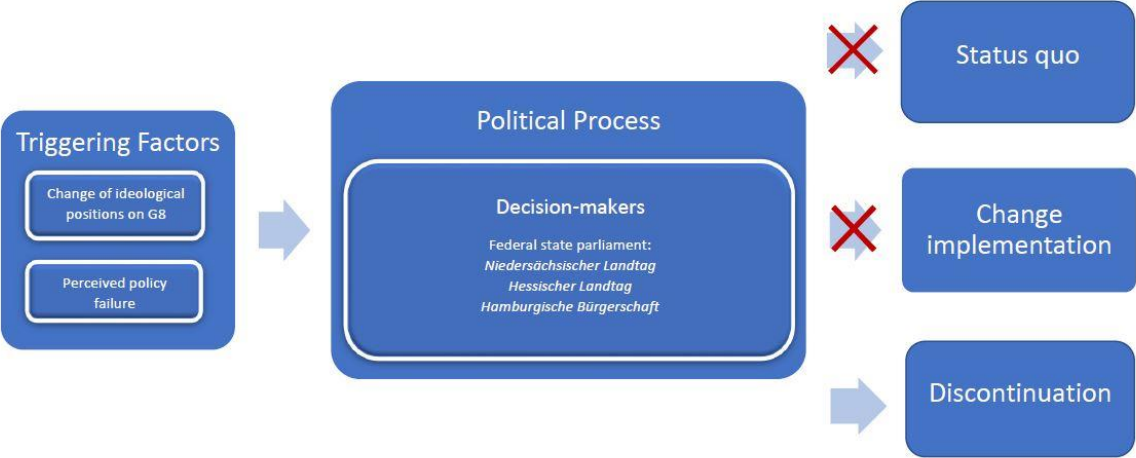 Triggering Factors
Change of ideological
positions on G8
Perceived policy
failure
Political Process
Decision-makers
Federal state parliament:
Niedersächsischer Landtag
Hessischer Landtag
Hamburgische Bürgerschaft
Status quo
Change
implementation
Discontinuation